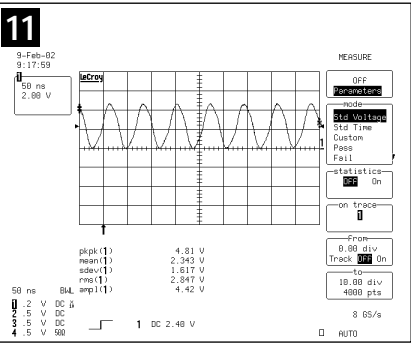 11
9-Feb-02
9:17:59
1
50 ns
2.00 V
LeCroy
1
pkpk(1) 4.81 V
mean(1) 2.343 V
sdev(1) 1.617 V
rms(1) 2.847 V
ampl(1) 4.42 V
50 ns BWL
1 .2 V DC
2 .5 V DC
3 .5 V DC
4 .5 V 50Ω
1 DC 2.40 V
MEASURE
OFF
Parameters
mode
Std Voltage
Std Time
Custom
Pass
Fail
statistics
OFF On
on trace
1
From
0.00 div
Track OFF On
to
10.00 div
4000 pts
8 GS/s
AUTO